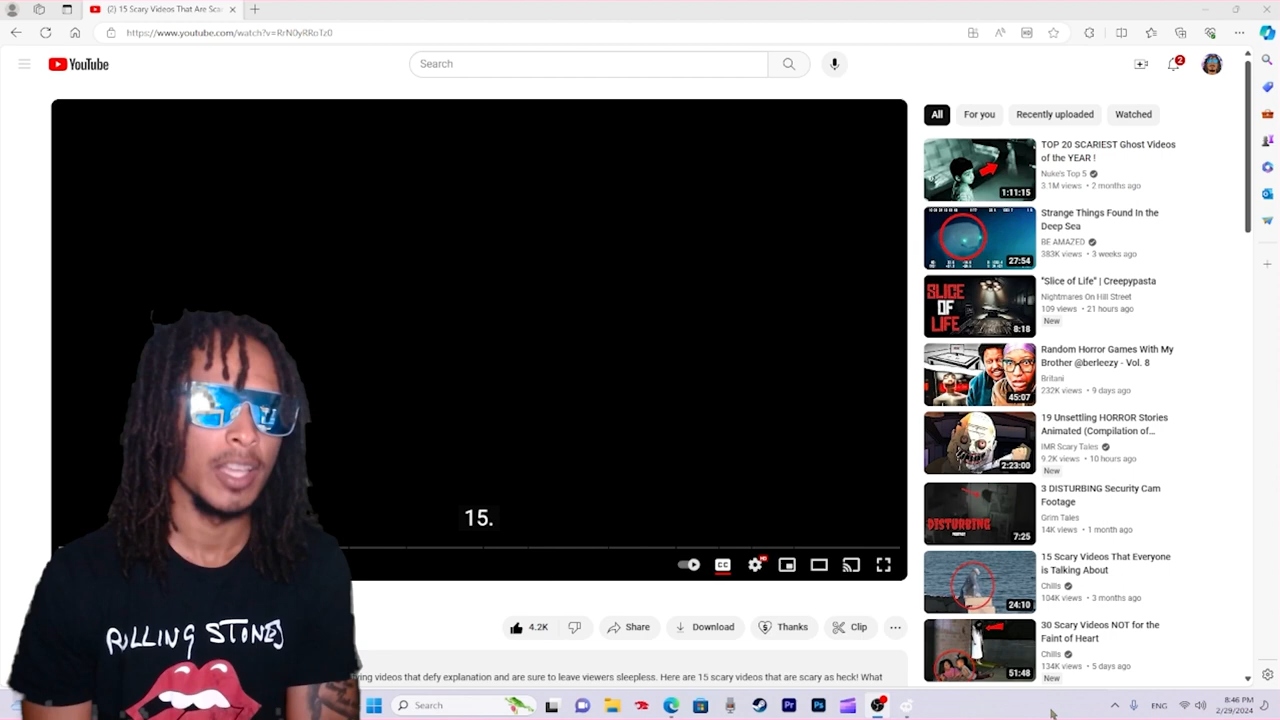 (2) 15 Scary Videos That Are Sca
https://www.youtube.com/watch?v=RrN0yRRoTz0
YouTube
Search
2
All
For you
Recently uploaded
Watched
15.
CC
HD
4.2K
Share
Download
Thanks
Clip
ving videos that defy explanation and are sure to leave viewers sleepless. Here are 15 scary videos that are scary as heck! What
1:11:15
TOP 20 SCARIEST Ghost Videos
of the YEAR !
Nuke's Top 5
3.1M views • 2 months ago
27:54
Strange Things Found In the
Deep Sea
BE AMAZED
383K views • 3 weeks ago
SLICE
OF
LIFE
8:18
"Slice of Life" | Creepypasta
Nightmares On Hill Street
109 views • 21 hours ago
New
45:07
Random Horror Games With My
Brother @berleezy - Vol. 8
Britani
232K views • 9 days ago
2:23:00
19 Unsettling HORROR Stories
Animated (Compilation of...
IMR Scary Tales
9.2K views • 10 hours ago
New
DISTURBING
7:25
3 DISTURBING Security Cam
Footage
Grim Tales
14K views • 1 month ago
24:10
15 Scary Videos That Everyone
is Talking About
Chills
104K views • 3 months ago
51:48
30 Scary Videos NOT for the
Faint of Heart
Chills
134K views • 5 days ago
New
ROLLING STONES
Search
Pr
Ps
ENG
8:46 PM
2/29/2024